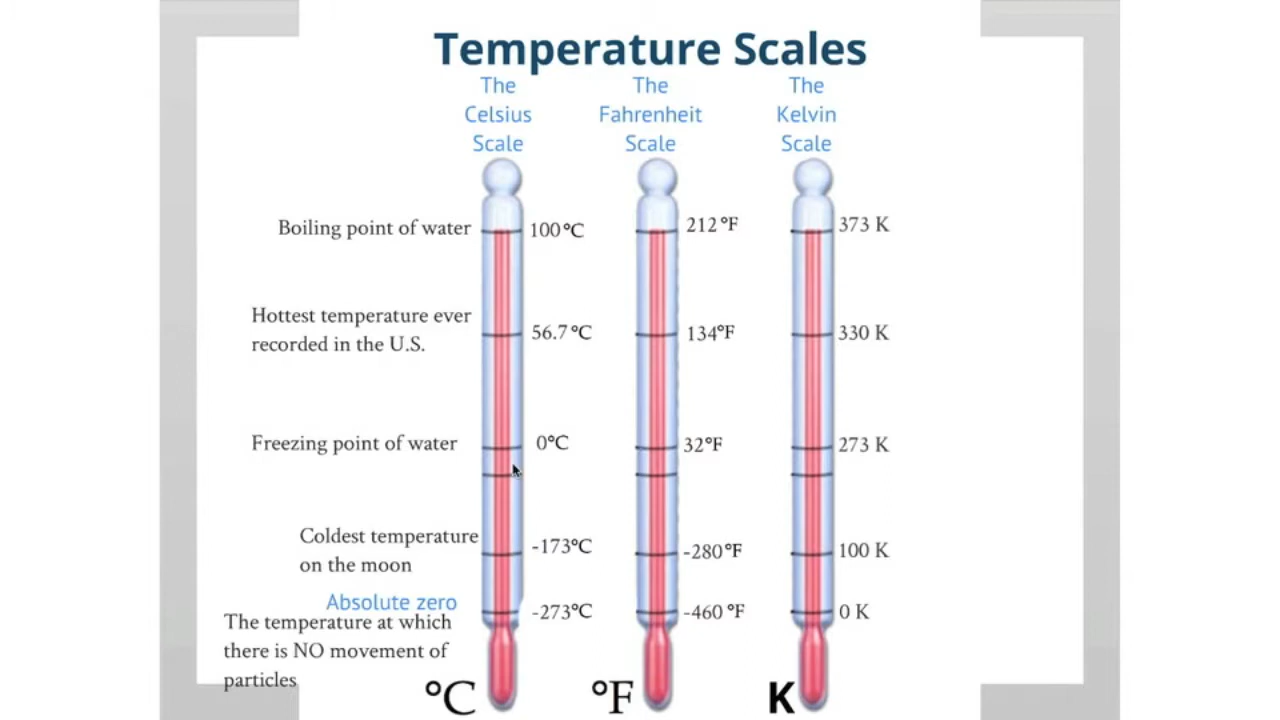 Temperature Scales
The
Celsius
Scale
The
Fahrenheit
Scale
The
Kelvin
Scale
Boiling point of water
100°C
212°F
373 K
Hottest temperature ever
recorded in the U.S.
56.7°C
134°F
330 K
Freezing point of water
0°C
32°F
273 K
Coldest temperature
on the moon
-173°C
-280°F
100 K
Absolute zero
The temperature at which
there is NO movement of
particles
-273°C
-460 °F
0 K
°C
°F
K